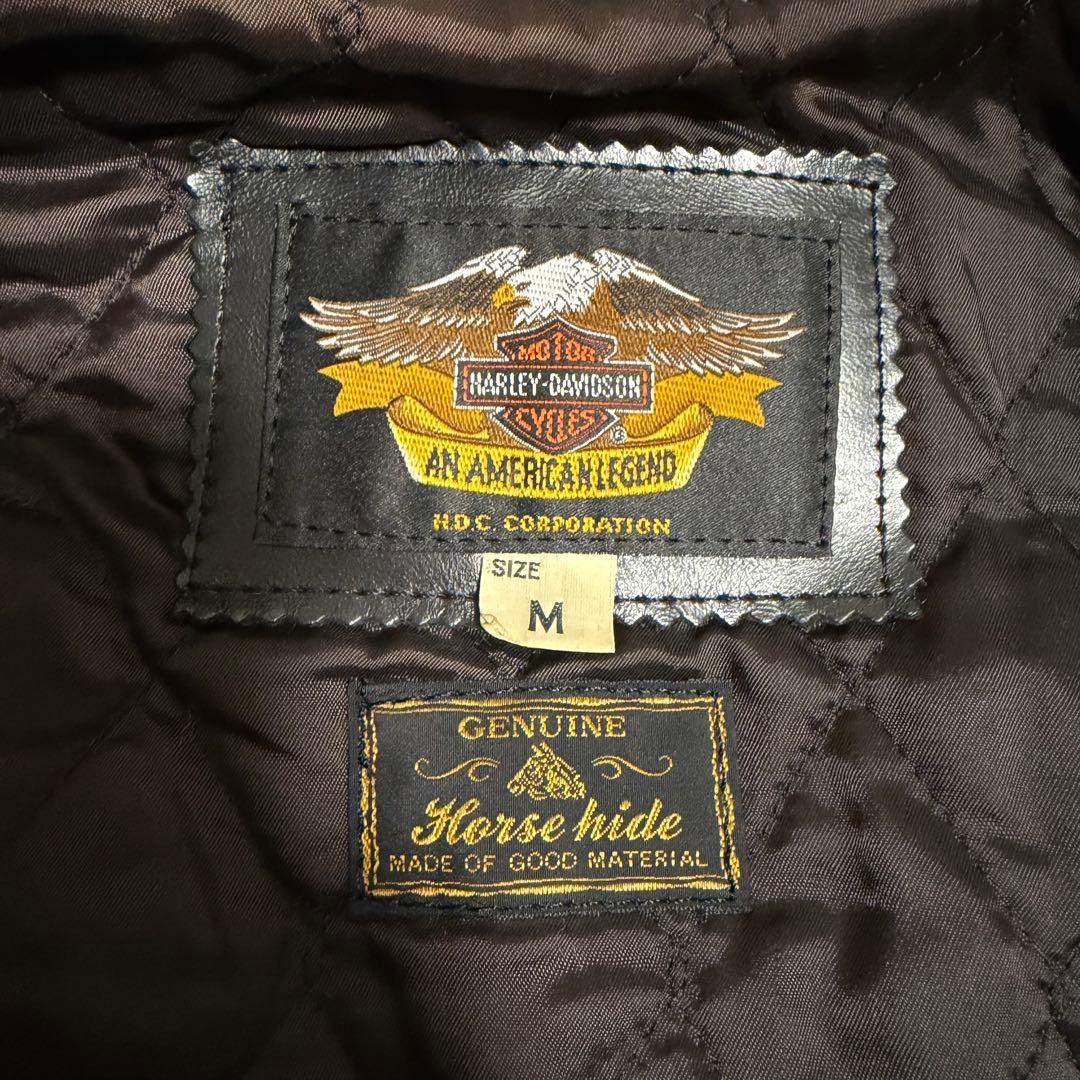 MOTOR
HARLEY-DAVIDSON
CYCLES
®
AN AMERICAN LEGEND
H.D.C. CORPORATION
SIZE
M
GENUINE
Horse hide
MADE OF GOOD MATERIAL